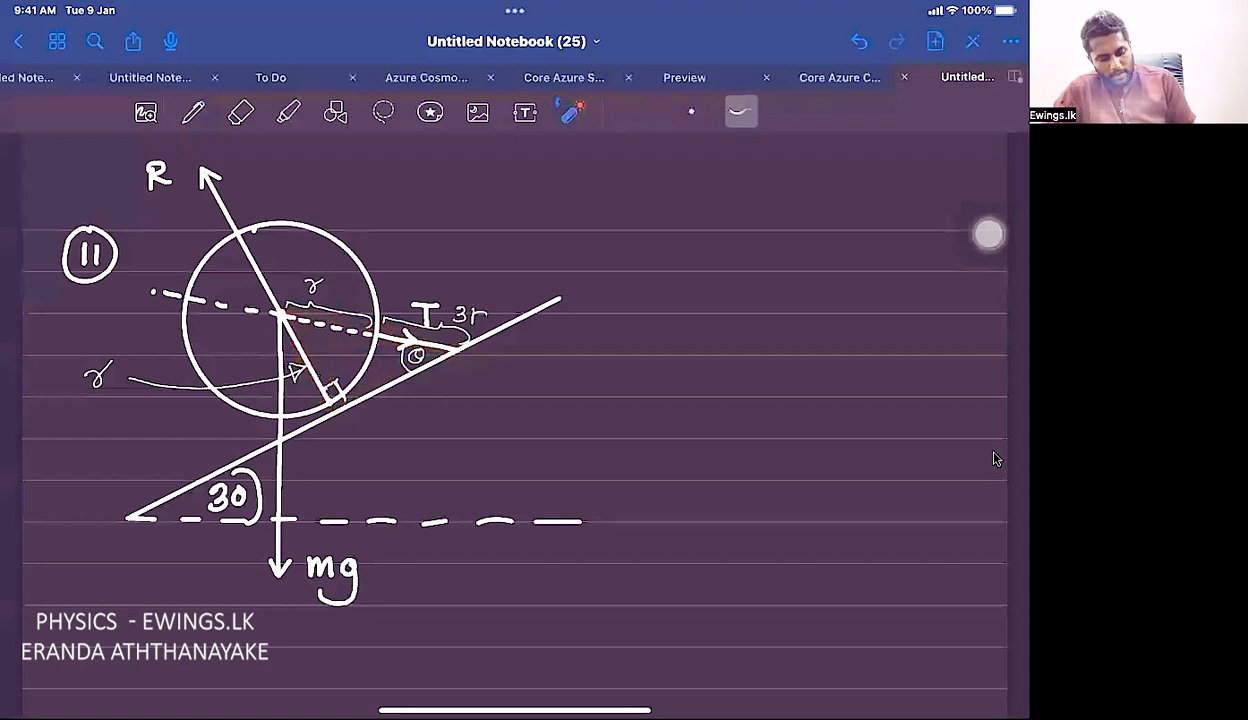 9:41 AM Tue 9 Jan
100%
Untitled Notebook (25)
led Note...
Untitled Note...
To Do
Azure Cosmo...
Core Azure S...
Preview
Core Azure C...
Untitled...
T
Ewings.lk
R
11
r
T
3r
θ
r
30
mg
PHYSICS - EWINGS.LK
ERANDA ATHTHANAYAKE